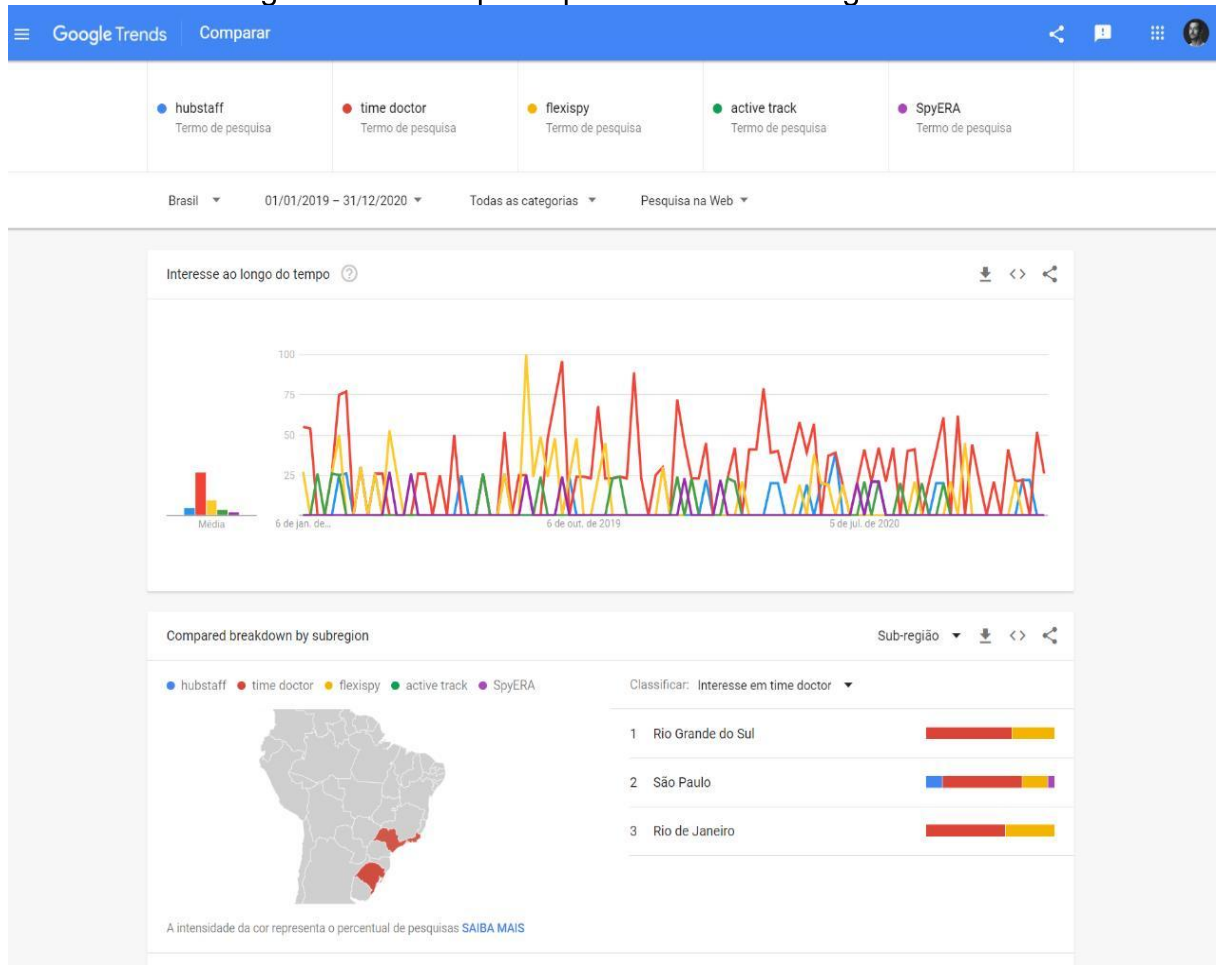 Google Trends Comparar
hubstaff
Termo de pesquisa
time doctor
Termo de pesquisa
flexispy
Termo de pesquisa
active track
Termo de pesquisa
SpyERA
Termo de pesquisa
Brasil 01/01/2019 – 31/12/2020 Todas as categorias Pesquisa na Web
Interesse ao longo do tempo
100
75
50
25
Média
6 de jan. de...
6 de out. de 2019
5 de jul. de 2020
Compared breakdown by subregion
Sub-região
hubstaff time doctor flexispy active track SpyERA
Classificar: Interesse em time doctor
1 Rio Grande do Sul
2 São Paulo
3 Rio de Janeiro
A intensidade da cor representa o percentual de pesquisas SAIBA MAIS